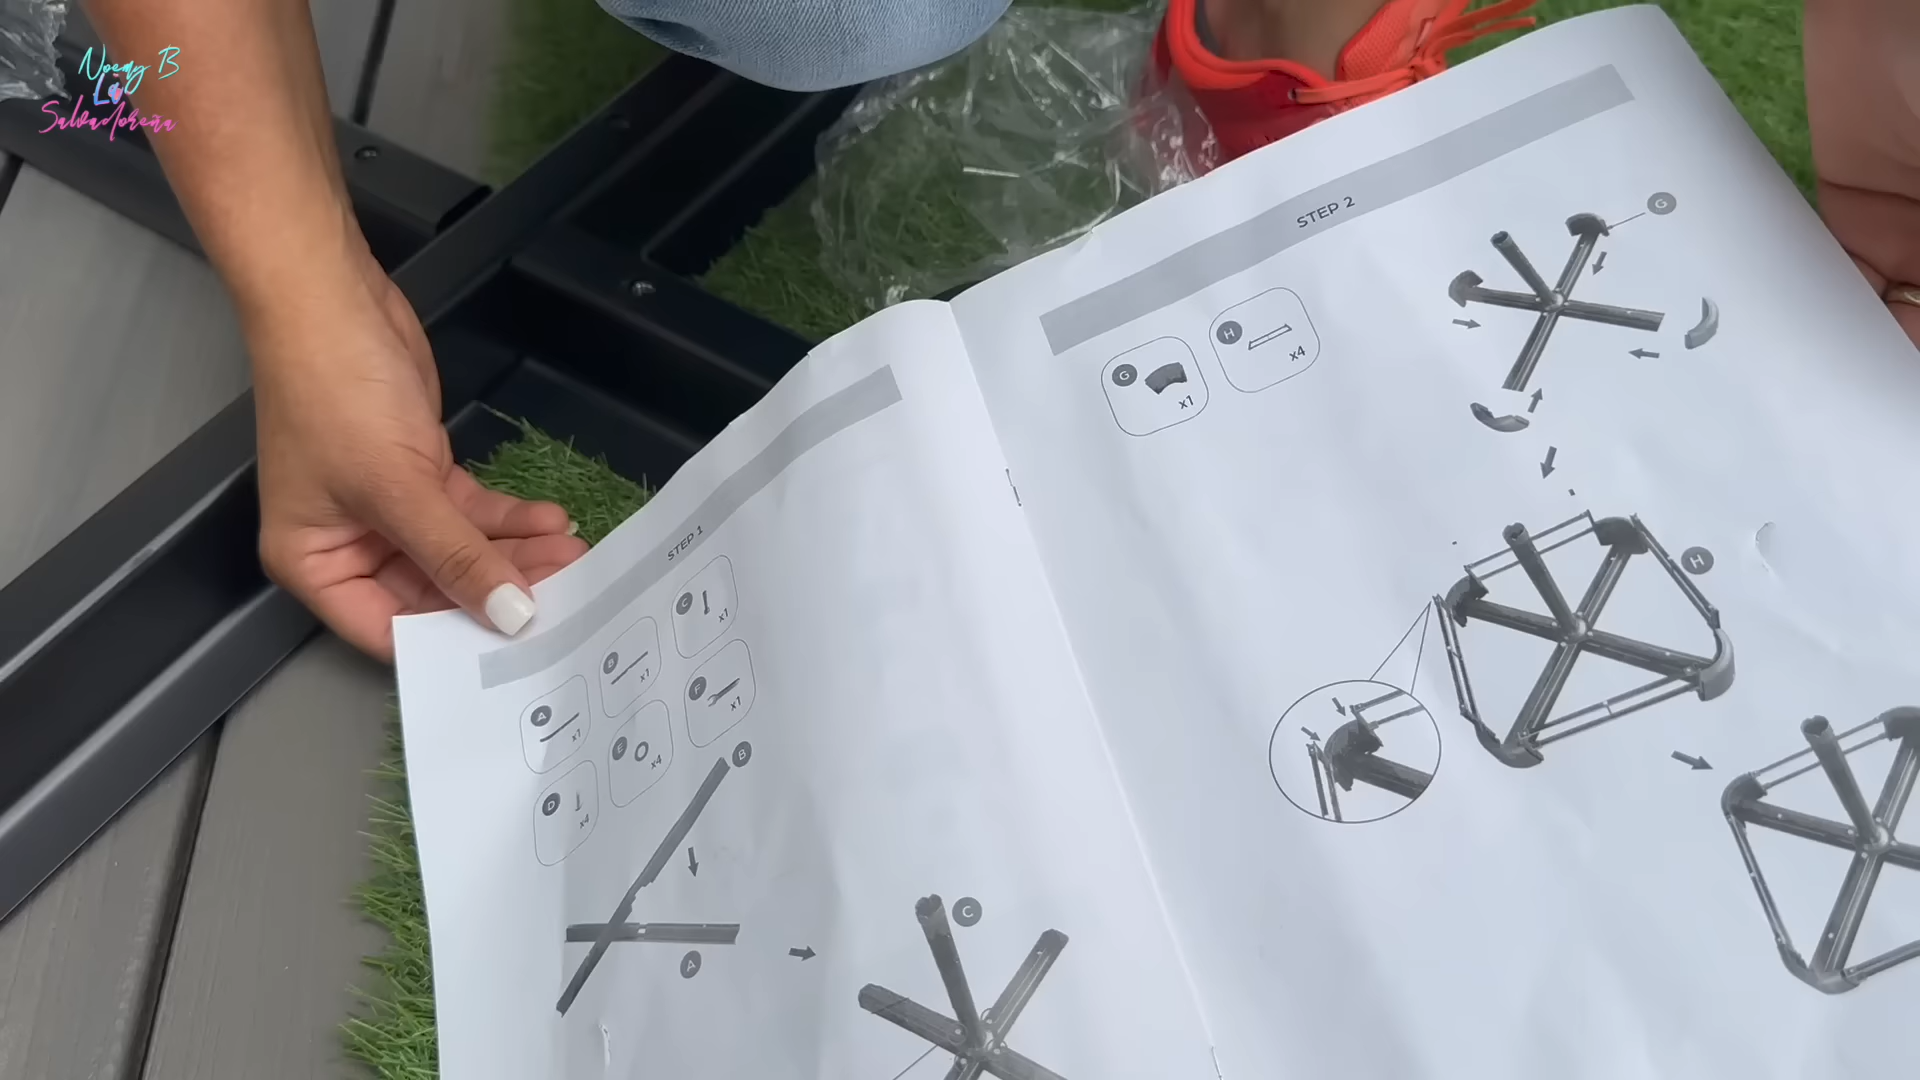 Noemy B
La
Salvadoreña
STEP 1
A
x1
B
x1
C
x1
D
x4
E
x4
F
x1
B
A
C
STEP 2
G
x1
H
x4
G
H